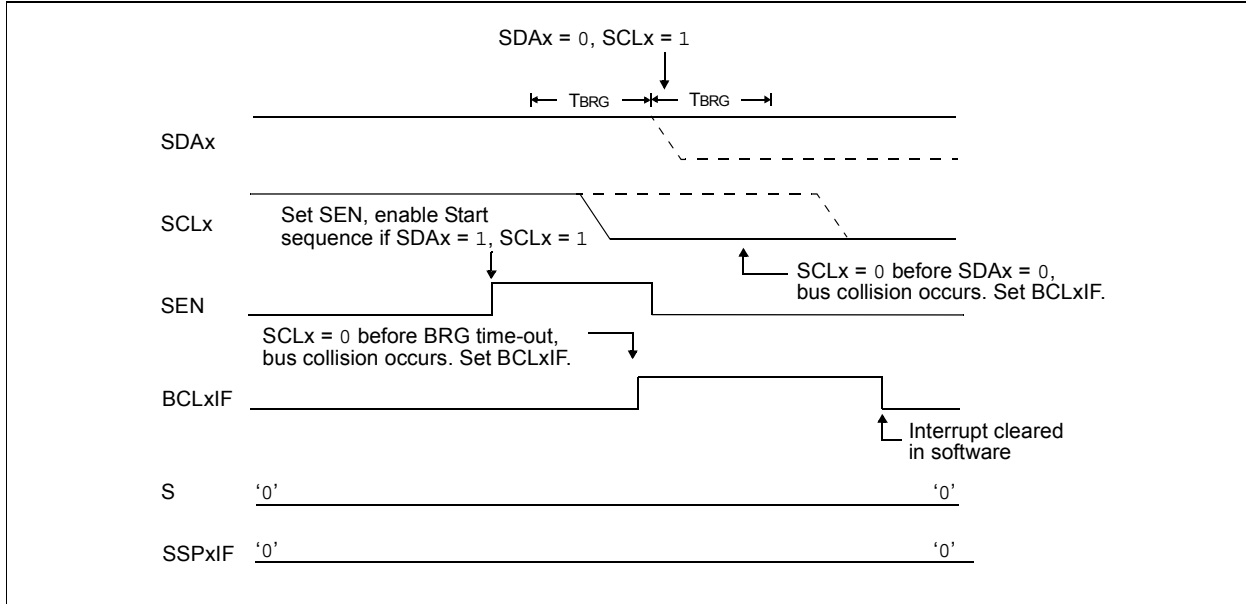 SDAx = 0, SCLx = 1
TBRG TBRG
SDAx
SCLx
Set SEN, enable Start
sequence if SDAx = 1, SCLx = 1
SCLx = 0 before SDAx = 0,
bus collision occurs. Set BCLxIF.
SEN
SCLx = 0 before BRG time-out,
bus collision occurs. Set BCLxIF.
BCLxIF
Interrupt cleared
in software
S ‘0’ ‘0’
SSPxIF ‘0’ ‘0’